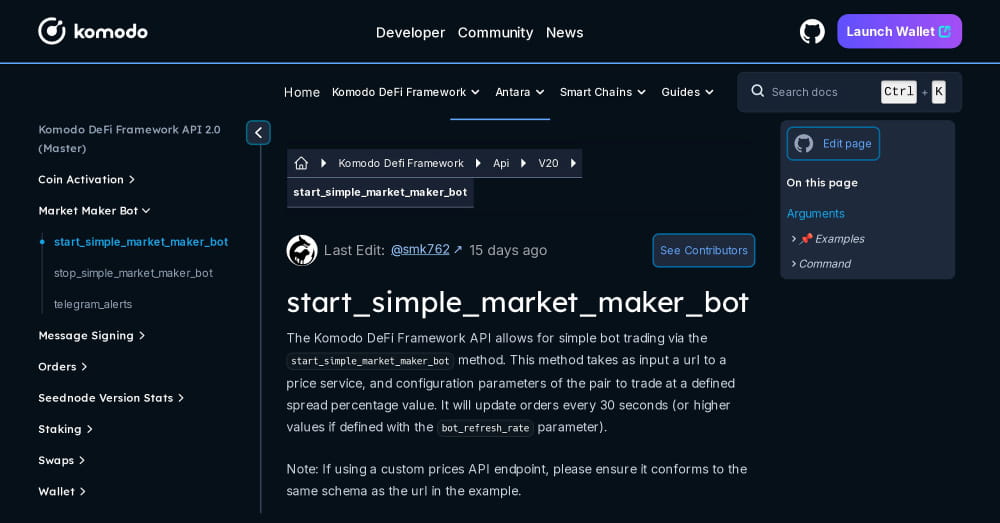 komodo
Developer Community News
Launch Wallet
Home Komodo DeFi Framework Antara Smart Chains Guides
Search docs Ctrl + K
Komodo DeFi Framework API 2.0
(Master)
Coin Activation
Market Maker Bot
start_simple_market_maker_bot
stop_simple_market_maker_bot
telegram_alerts
Message Signing
Orders
Seednode Version Stats
Staking
Swaps
Wallet
Komodo Defi Framework Api V20
start_simple_market_maker_bot
Last Edit: @smk762 ↗ 15 days ago
See Contributors
start_simple_market_maker_bot
The Komodo DeFi Framework API allows for simple bot trading via the
start_simple_market_maker_bot method. This method takes as input a url to a
price service, and configuration parameters of the pair to trade at a defined
spread percentage value. It will update orders every 30 seconds (or higher
values if defined with the bot_refresh_rate parameter).
Note: If using a custom prices API endpoint, please ensure it conforms to the
same schema as the url in the example.
Edit page
On this page
Arguments
📌 Examples
Command